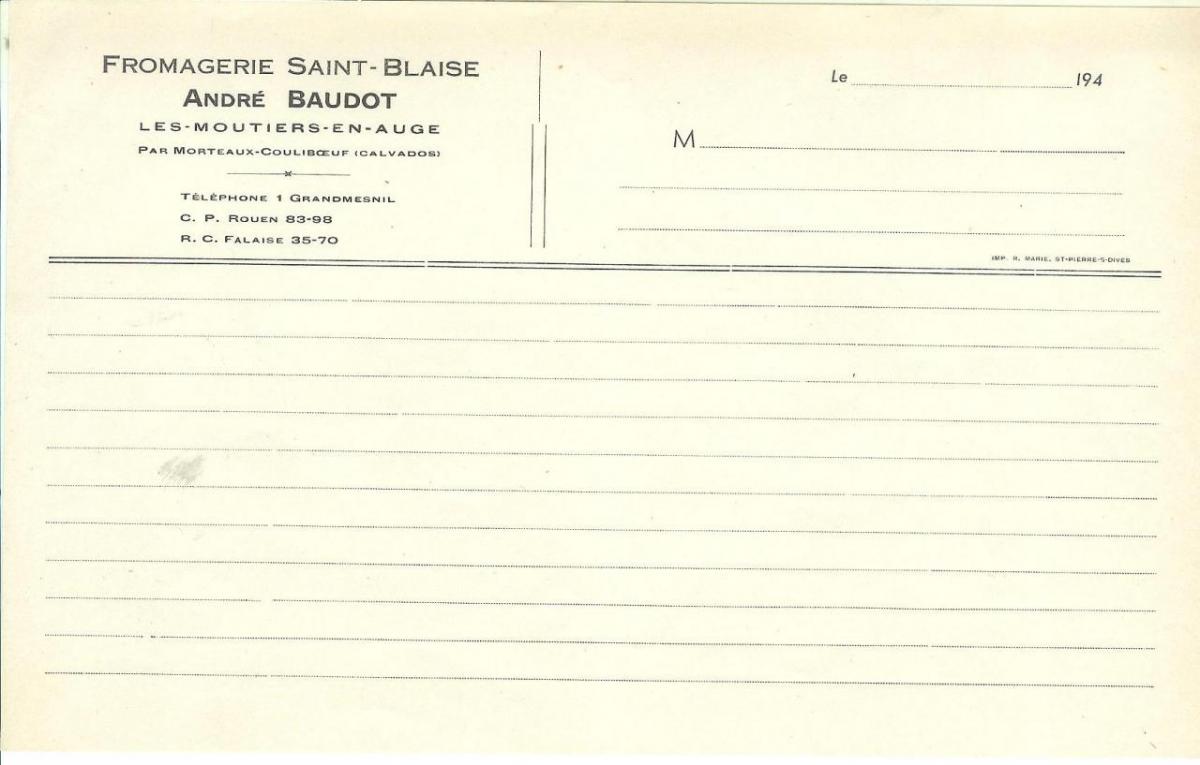 FROMAGERIE SAINT-BLAISE
ANDRÉ BAUDOT
LES-MOUTIERS-EN-AUGE
PAR MORTEAUX-COULIBŒUF (CALVADOS)
TÉLÉPHONE 1 GRANDMESNIL
C. P. ROUEN 83-98
R. C. FALAISE 35-70
Le 194
M
IMP. R. MARIE, ST-PIERRE-S-DIVES